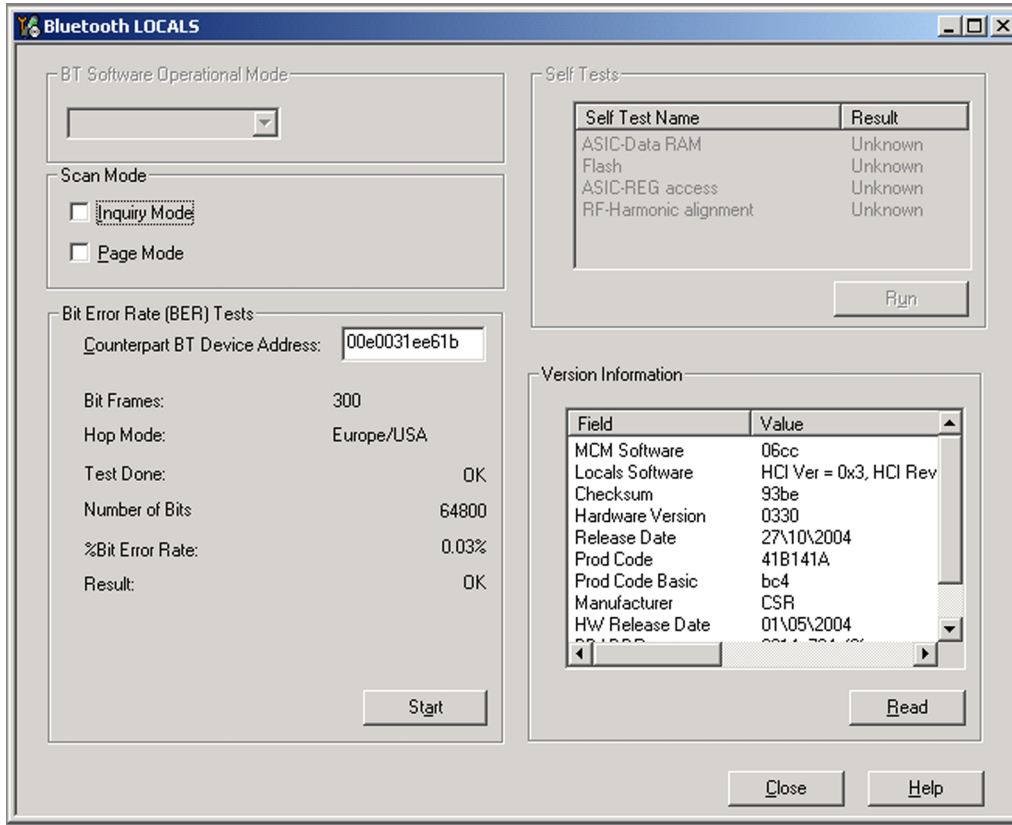 Bluetooth LOCALS
BT Software Operational Mode
Scan Mode
Inquiry Mode
Page Mode
Bit Error Rate (BER) Tests
Counterpart BT Device Address: 00e0031ee61b
Bit Frames: 300
Hop Mode: Europe/USA
Test Done: OK
Number of Bits 64800
%Bit Error Rate: 0.03%
Result: OK
Start
Self Tests
Self Test Name Result
ASIC-Data RAM Unknown
Flash Unknown
ASIC-REG access Unknown
RF-Harmonic alignment Unknown
Run
Version Information
Field Value
MCM Software 06cc
Locals Software HCI Ver = 0x3, HCI Rev
Checksum 93be
Hardware Version 0330
Release Date 27\10\2004
Prod Code 41B141A
Prod Code Basic bc4
Manufacturer CSR
HW Release Date 01\05\2004
Read
Close Help